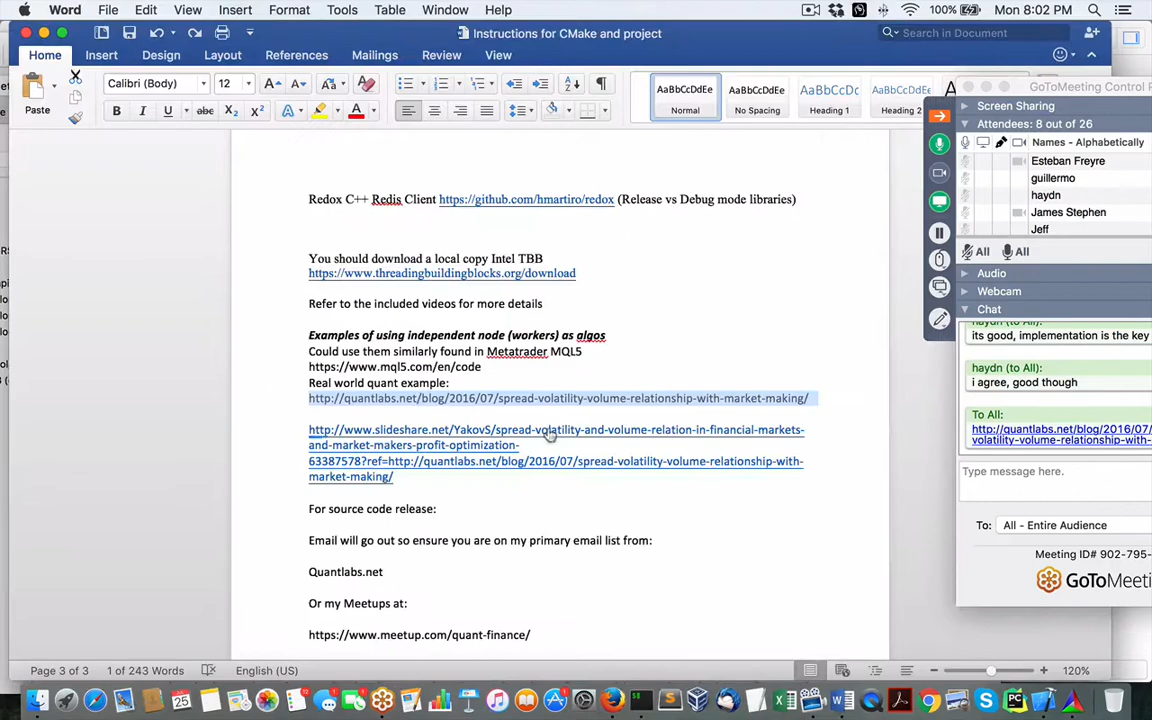 Word File Edit View Insert Format Tools Table Window Help 100% Mon 8:02 PM
Instructions for CMake and project
Search in Document
Home Insert Design Layout References Mailings Review View
Paste
Calibri (Body) 12
B I U abc X2 X2
AaBbCcDdEe AaBbCcDdEe AaBbCcDc AaBbCcDdEe
Normal No Spacing Heading 1 Heading 2
Redox C++ Redis Client https://github.com/hmartiro/redox (Release vs Debug mode libraries)
You should download a local copy Intel TBB
https://www.threadingbuildingblocks.org/download
Refer to the included videos for more details
Examples of using independent node (workers) as algos
Could use them similarly found in Metatrader MQL5
https://www.mql5.com/en/code
Real world quant example:
http://quantlabs.net/blog/2016/07/spread-volatility-volume-relationship-with-market-making/
http://www.slideshare.net/YakovS/spread-volatility-and-volume-relation-in-financial-markets-
and-market-makers-profit-optimization-
63387578?ref=http://quantlabs.net/blog/2016/07/spread-volatility-volume-relationship-with-
market-making/
For source code release:
Email will go out so ensure you are on my primary email list from:
Quantlabs.net
Or my Meetups at:
https://www.meetup.com/quant-finance/
Page 3 of 3 1 of 243 Words English (US) 120%
GoToMeeting Control P
Screen Sharing
Attendees: 8 out of 26
Names - Alphabetically
Esteban Freyre
guillermo
haydn
James Stephen
Jeff
All All
Audio
Webcam
Chat
haydn (to All):
its good, implementation is the key
haydn (to All):
i agree, good though
To All:
http://quantlabs.net/blog/2016/07/
volatility-volume-relationship-with-m
Type message here.
To: All - Entire Audience
Meeting ID# 902-795-
GoToMeeti